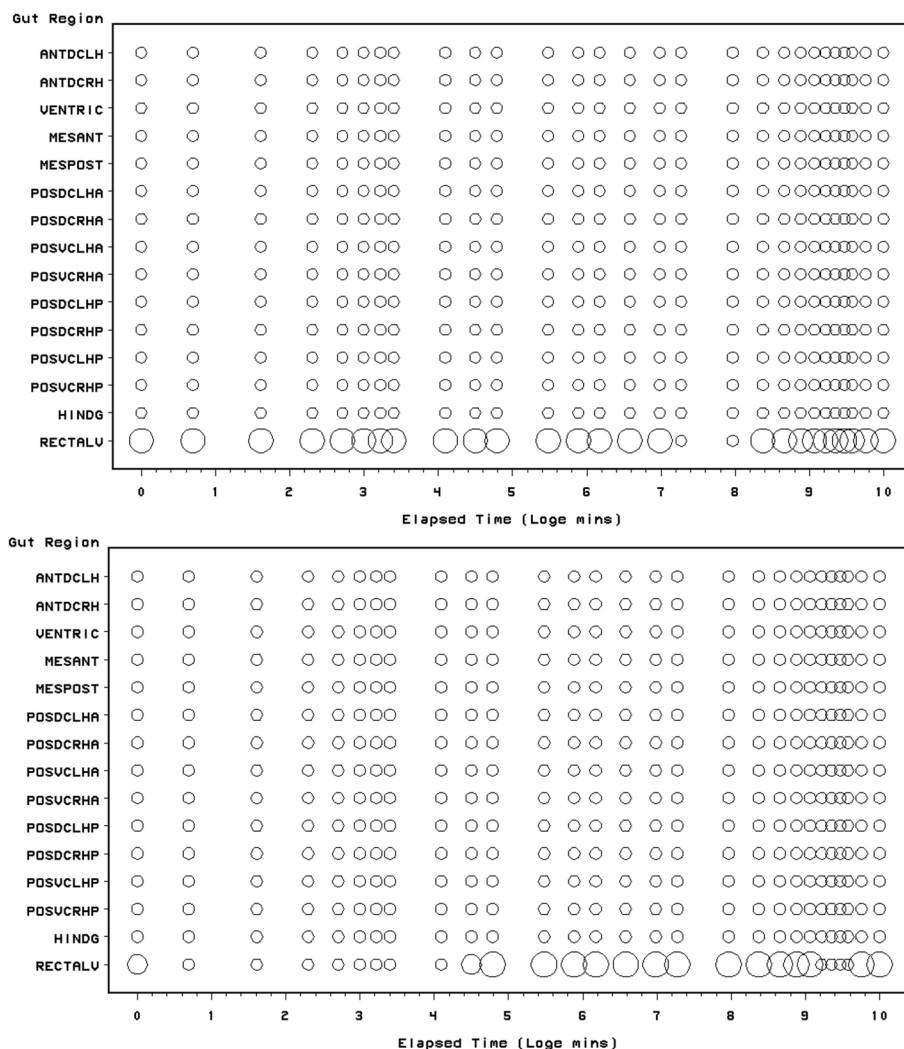 Gut Region
ANTDCLH
ANTDCRH
VENTRIC
MESANT
MESPOST
POSDCLHA
POSDCRHA
POSVCLHA
POSVCRHA
POSDCLHP
POSDCRHP
POSVCLHP
POSVCRHP
HINDG
RECTALV
0 1 2 3 4 5 6 7 8 9 10
Elapsed Time (Loge mins)
Gut Region
ANTDCLH
ANTDCRH
VENTRIC
MESANT
MESPOST
POSDCLHA
POSDCRHA
POSVCLHA
POSVCRHA
POSDCLHP
POSDCRHP
POSVCLHP
POSVCRHP
HINDG
RECTALV
0 1 2 3 4 5 6 7 8 9 10
Elapsed Time (Loge mins)